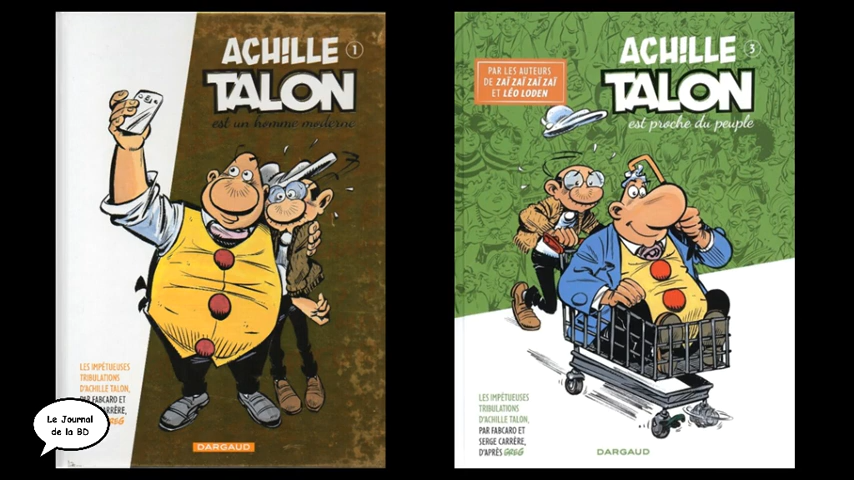 ACHILLE 1
TALON
est un homme moderne
LES IMPÉTUEUSES
TRIBULATIONS
D'ACHILLE TALON,
PAR FABCARO ET
CARRÈRE,
GREG
DARGAUD
Le Journal
de la BD
ACHILLE 3
TALON
est proche du peuple
PAR LES AUTEURS
DE ZAÏ ZAÏ ZAÏ ZAÏ
ET LÉO LODEN
LES IMPÉTUEUSES
TRIBULATIONS
D'ACHILLE TALON,
PAR FABCARO ET
SERGE CARRÈRE,
D'APRÈS GREG
DARGAUD